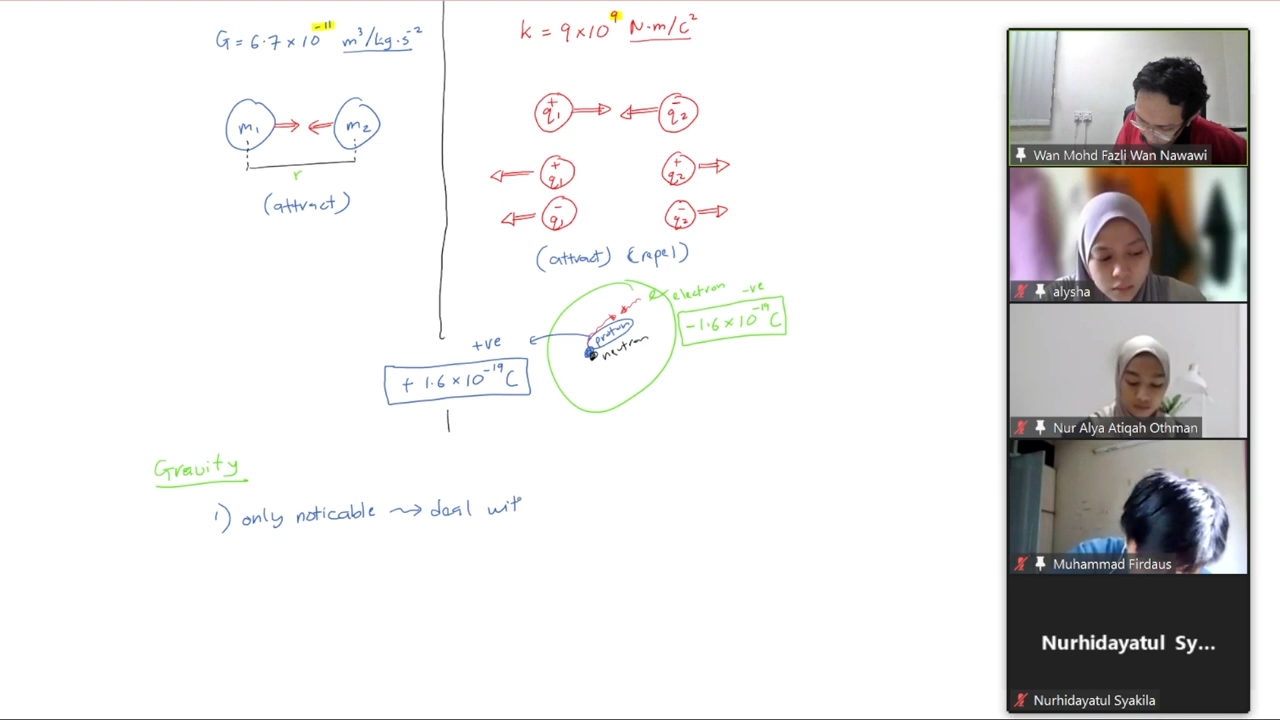 G = 6.7 × 10⁻¹¹ m³/kg·s⁻²
m₁ m₂
r
(attract)
k = 9×10⁹ N·m/C²
q₁⁺ q₂⁻
q₁⁺ q₂⁺
q₁⁻ q₂⁻
(attract) (repel)
electron -ve
-1.6×10⁻¹⁹ C
proton
neutron
+ve
+ 1.6×10⁻¹⁹ C
Gravity
1) only noticable ⇝ deal wit
Wan Mohd Fazli Wan Nawawi
alysha
Nur Alya Atiqah Othman
Muhammad Firdaus
Nurhidayatul Sy...
Nurhidayatul Syakila